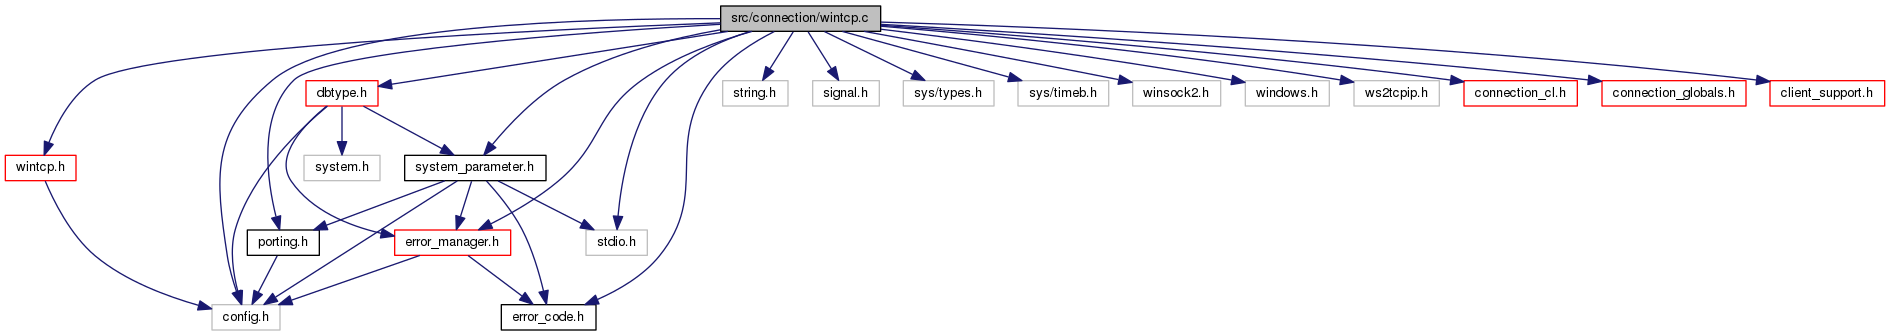 src/connection/wintcp.c
dbtype.h
string.h
signal.h
sys/types.h
sys/timeb.h
winsock2.h
windows.h
ws2tcpip.h
connection_cl.h
connection_globals.h
client_support.h
wintcp.h
system.h
system_parameter.h
porting.h
error_manager.h
stdio.h
config.h
error_code.h